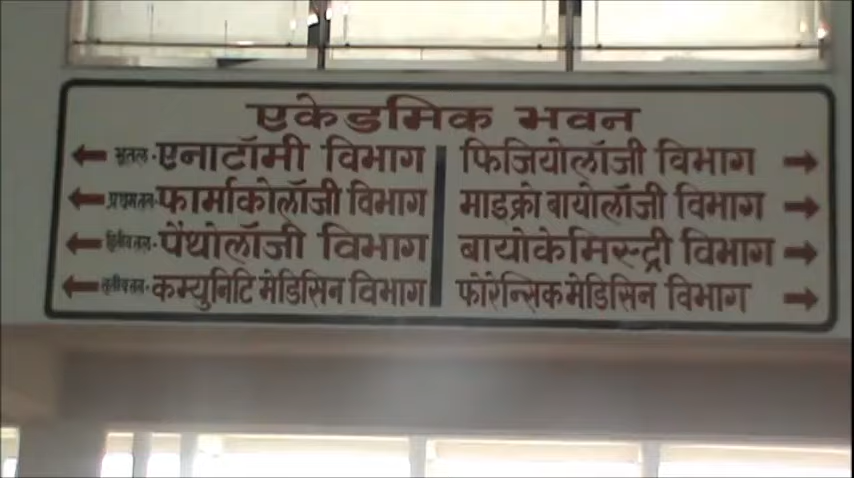 एकेडमिक भवन
← भूतल - एनाटॉमी विभाग फिजियोलॉजी विभाग →
← प्रथमतल - फार्माकोलॉजी विभाग माइक्रो बायोलॉजी विभाग →
← द्वितीयतल - पैथोलॉजी विभाग बायोकेमिस्ट्री विभाग →
← तृतीयतल - कम्युनिटि मेडिसिन विभाग फोरेन्सिक मेडिसिन विभाग →